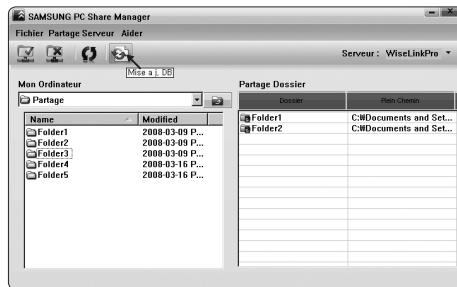 SAMSUNG PC Share Manager
Fichier Partage Serveur Aider
Serveur : WiseLinkPro
Mise a j, DB
Mon Ordinateur
Partage
Name Modified
Folder1 2008-03-09 P...
Folder2 2008-03-09 P...
Folder3 2008-03-09 P...
Folder4 2008-03-16 P...
Folder5 2008-03-16 P...
Partage Dossier
Dossier Plein Chemin
Folder1 C:₩Documents and Set...
Folder2 C:₩Documents and Set...